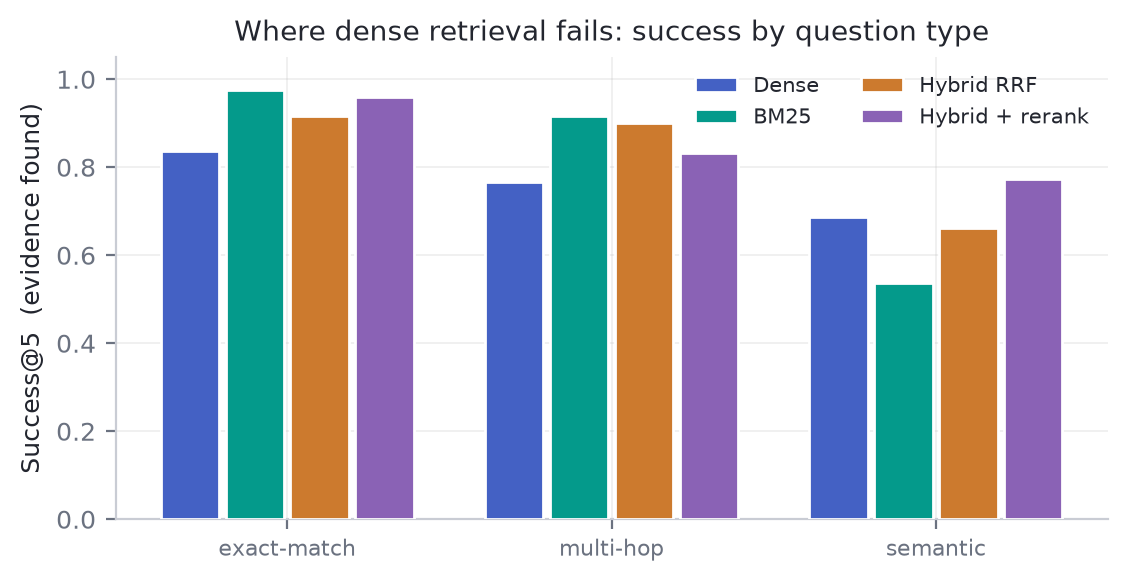 Where dense retrieval fails: success by question type
Success@5  (evidence found)
1.0
0.8
0.6
0.4
0.2
0.0
Dense
BM25
Hybrid RRF
Hybrid + rerank
exact-match
multi-hop
semantic